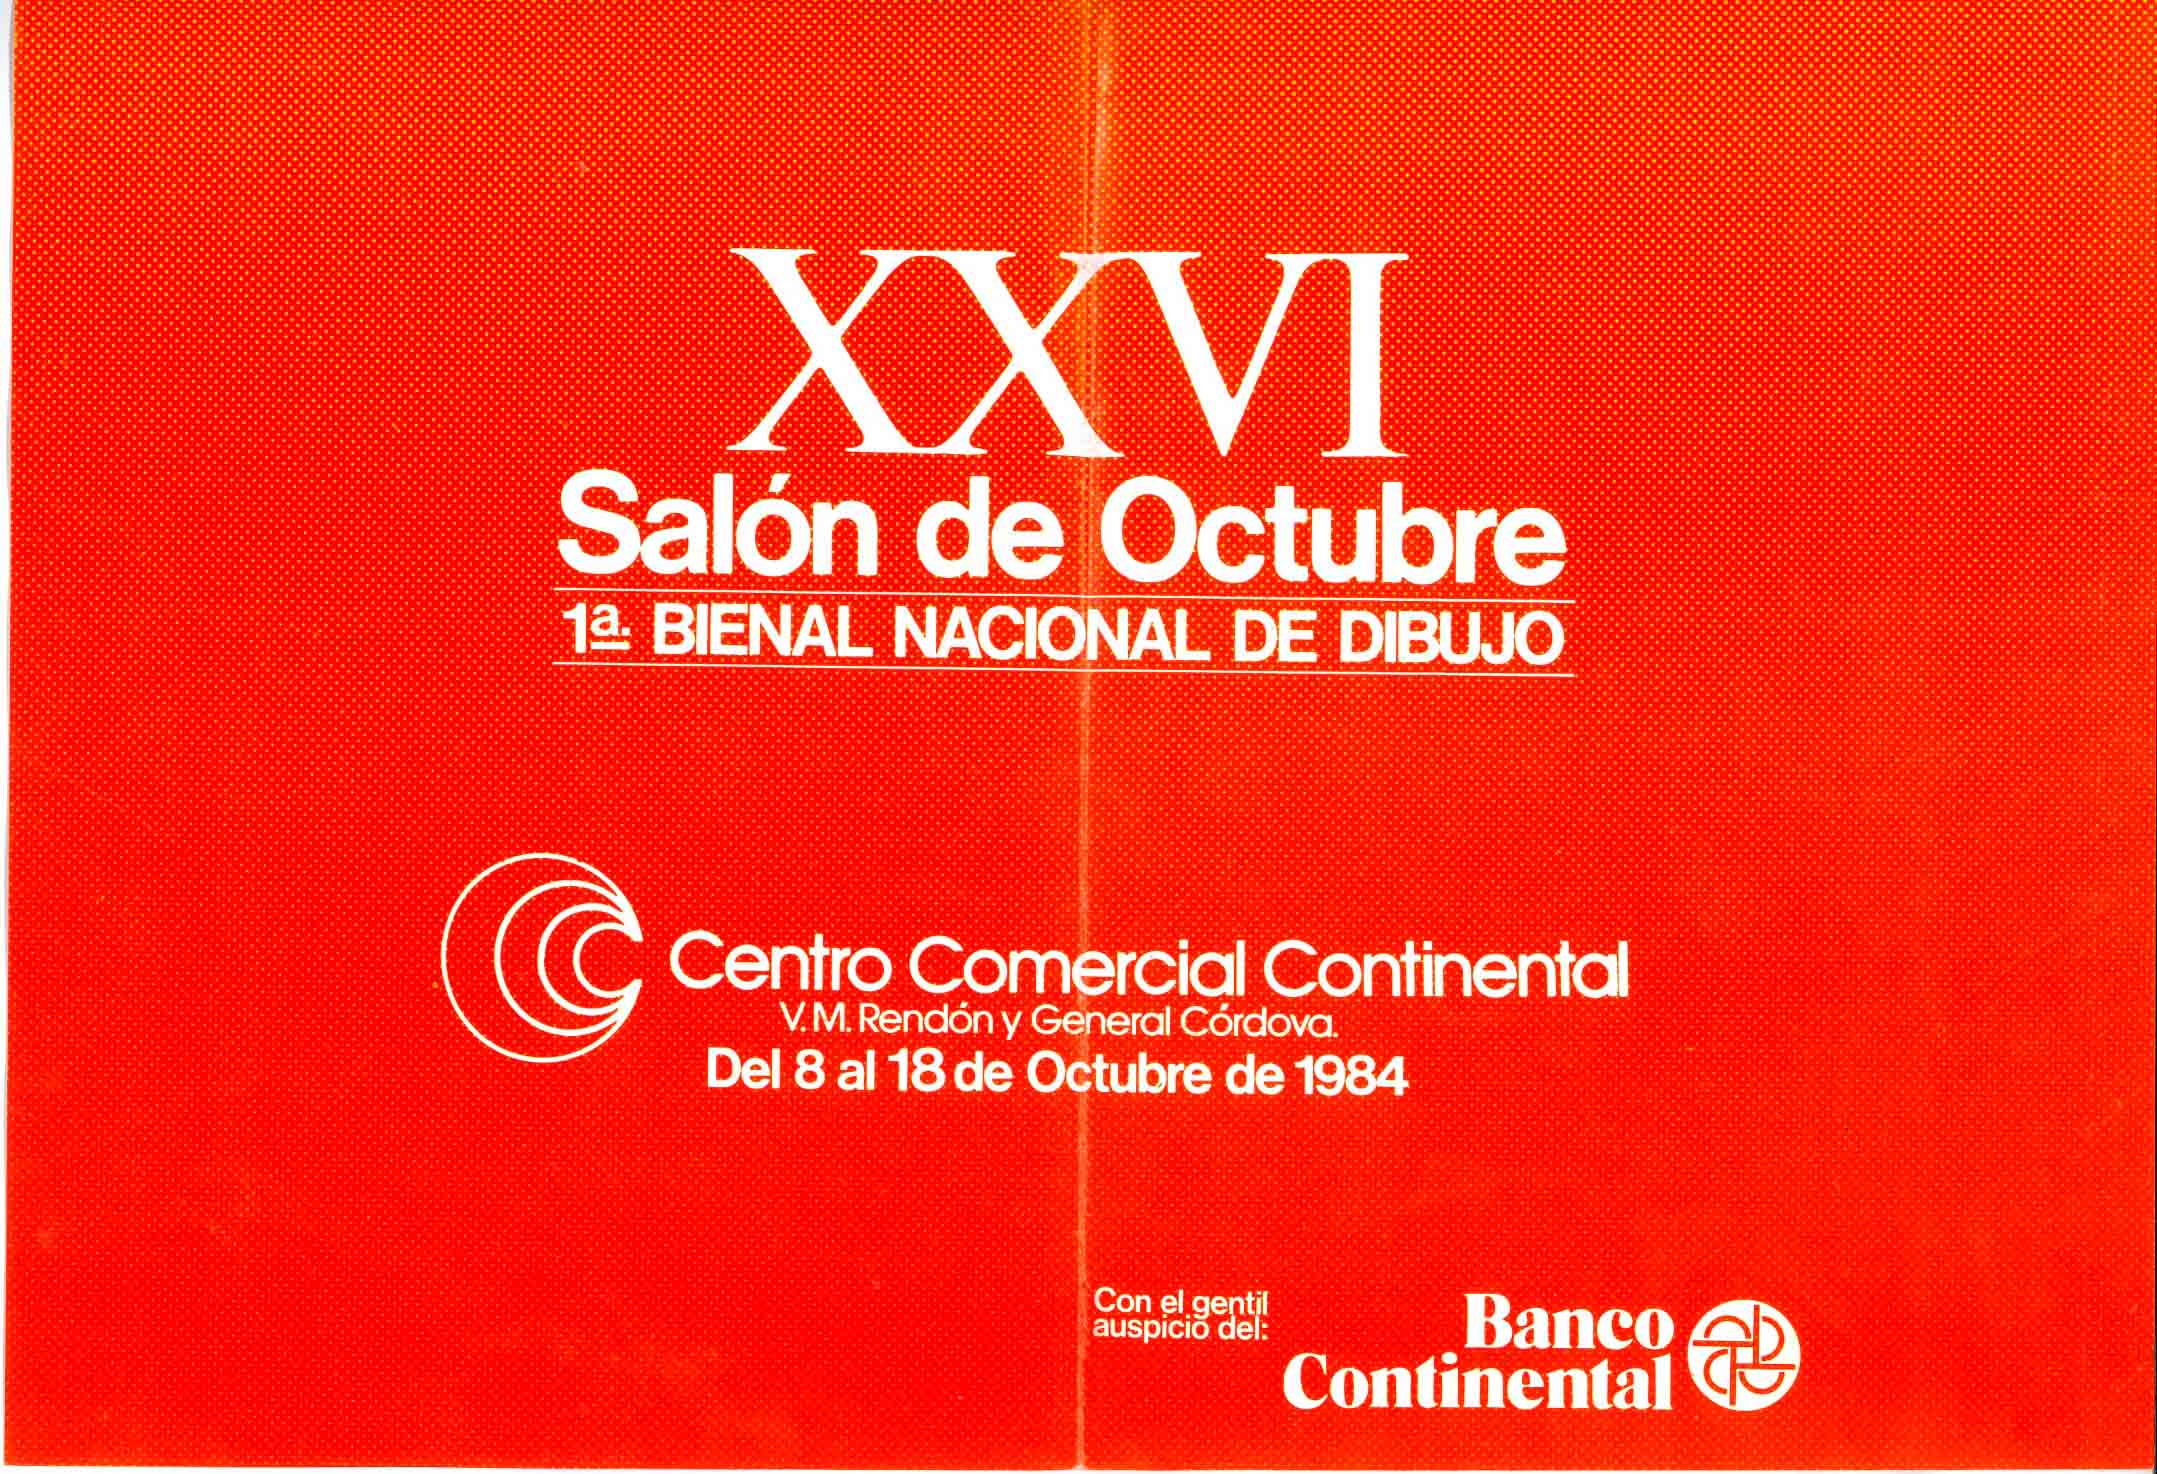 XXVI
Salón de Octubre
1a. BIENAL NACIONAL DE DIBUJO
Centro Comercial Continental
V.M. Rendón y General Córdova.
Del 8 al 18 de Octubre de 1984
Con el gentil
auspicio del:
Banco
Continental